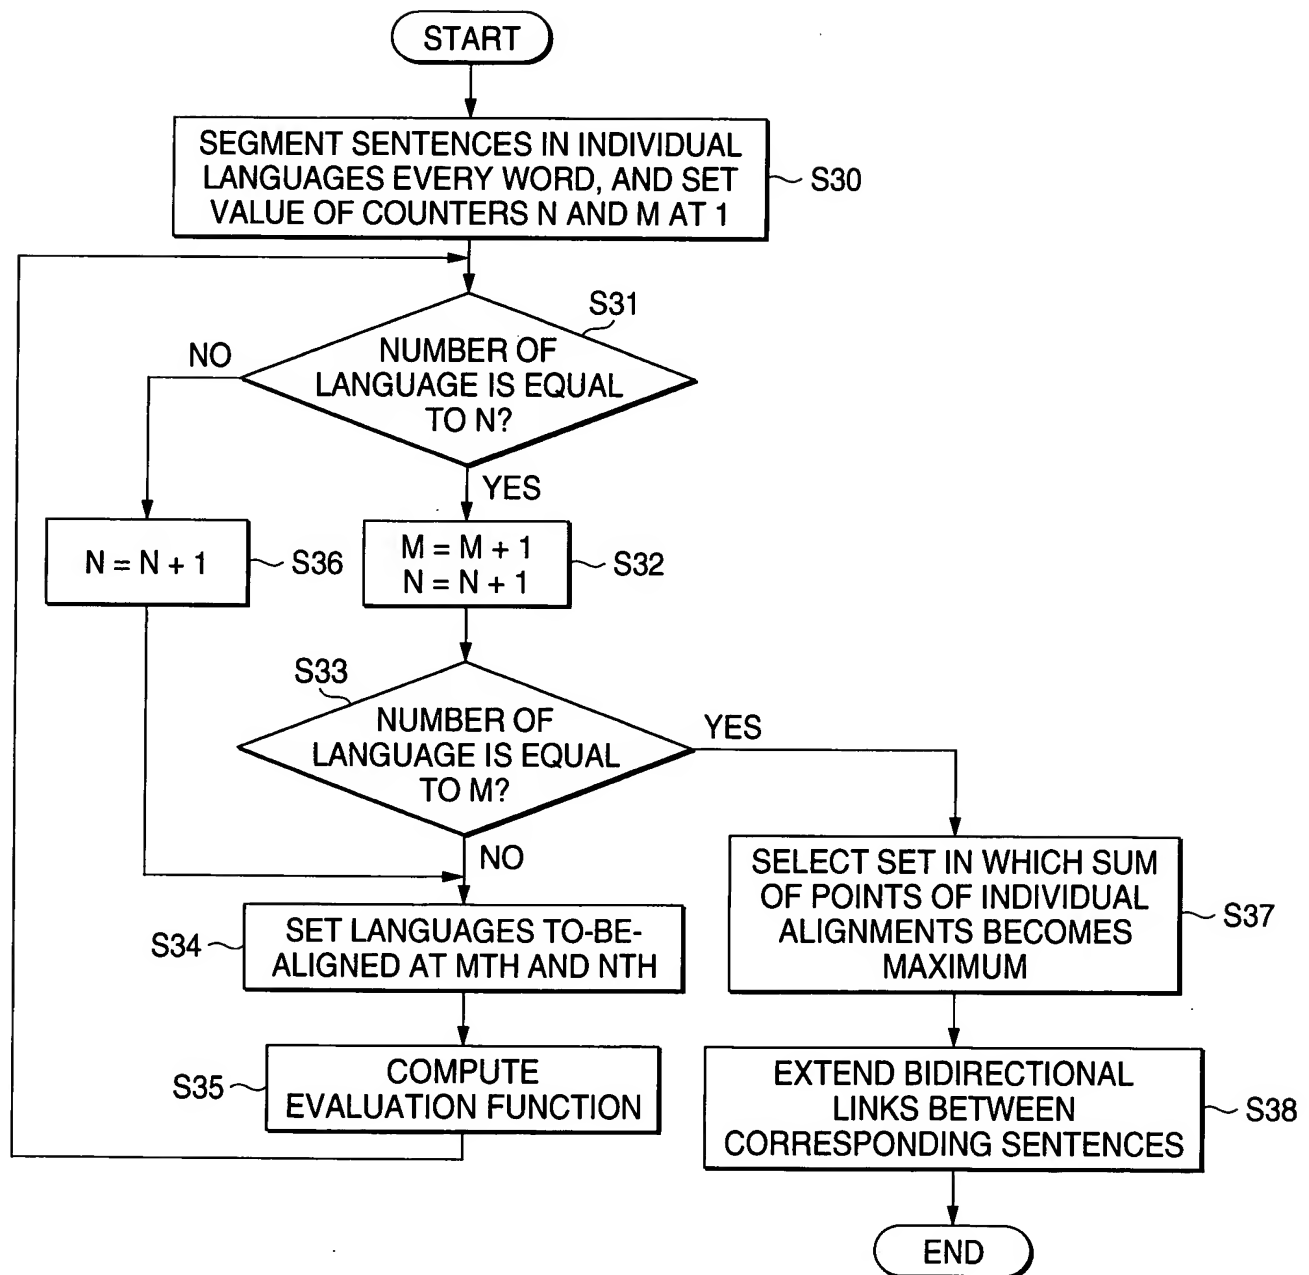 START
SEGMENT SENTENCES IN INDIVIDUAL
LANGUAGES EVERY WORD, AND SET
VALUE OF COUNTERS N AND M AT 1
S30
S31
NUMBER OF
LANGUAGE IS EQUAL
TO N?
NO
YES
N = N + 1
S36
M = M + 1
N = N + 1
S32
S33
NUMBER OF
LANGUAGE IS EQUAL
TO M?
YES
NO
S34
SET LANGUAGES TO-BE-
ALIGNED AT MTH AND NTH
SELECT SET IN WHICH SUM
OF POINTS OF INDIVIDUAL
ALIGNMENTS BECOMES
MAXIMUM
S37
S35
COMPUTE
EVALUATION FUNCTION
EXTEND BIDIRECTIONAL
LINKS BETWEEN
CORRESPONDING SENTENCES
S38
END